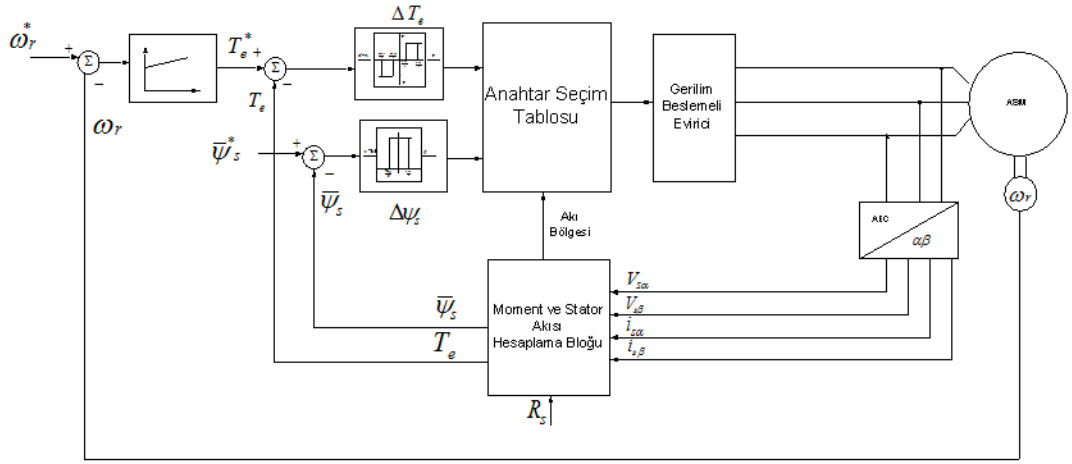 ω*r
+
Σ
−
ωr
T*e
+
Σ
−
Te
ΔTe
ψ̅*s
+
Σ
−
ψ̅s
Δψs
Anahtar Seçim
Tablosu
Gerilim
Beslemeli
Evirici
ASM
ωr
Akı
Bölgesi
αβ
Moment ve Stator
Akısı
Hesaplama Bloğu
Vsα
Vsβ
isα
isβ
ψ̅s
Te
Rs